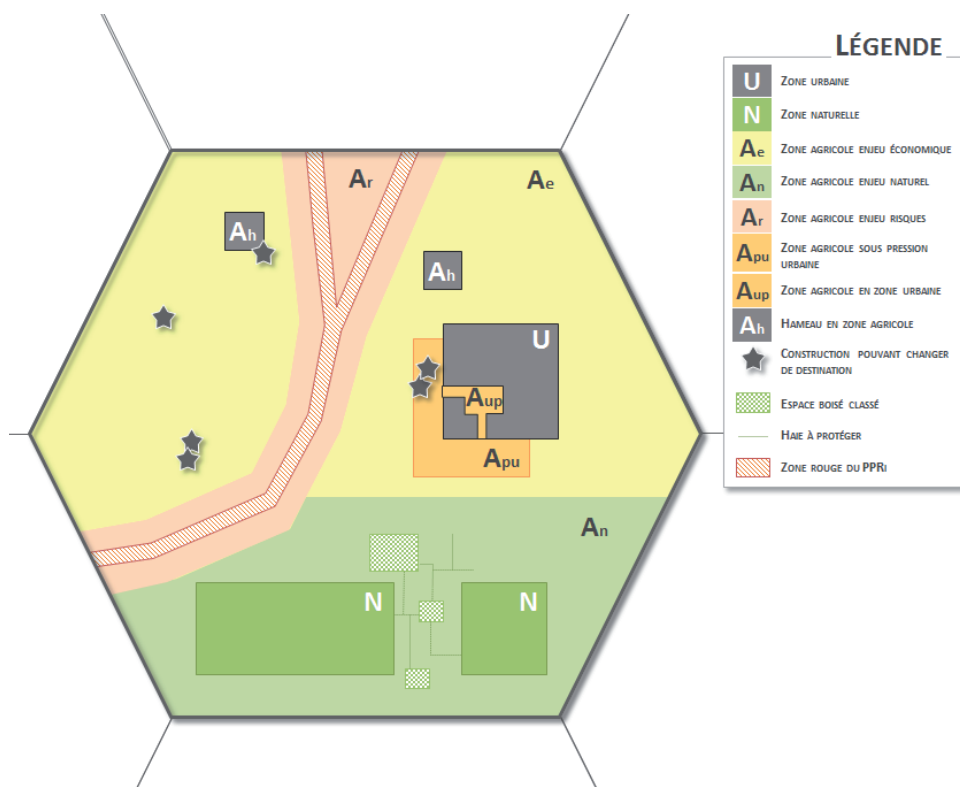 LÉGENDE
U ZONE URBAINE
N ZONE NATURELLE
Ae ZONE AGRICOLE ENJEU ÉCONOMIQUE
An ZONE AGRICOLE ENJEU NATUREL
Ar ZONE AGRICOLE ENJEU RISQUES
Apu ZONE AGRICOLE SOUS PRESSION
URBAINE
Aup ZONE AGRICOLE EN ZONE URBAINE
Ah HAMEAU EN ZONE AGRICOLE
CONSTRUCTION POUVANT CHANGER
DE DESTINATION
ESPACE BOISÉ CLASSÉ
HAIE À PROTÉGER
ZONE ROUGE DU PPRI
Ar
Ae
Ah
Ah
U
Aup
Apu
An
N
N